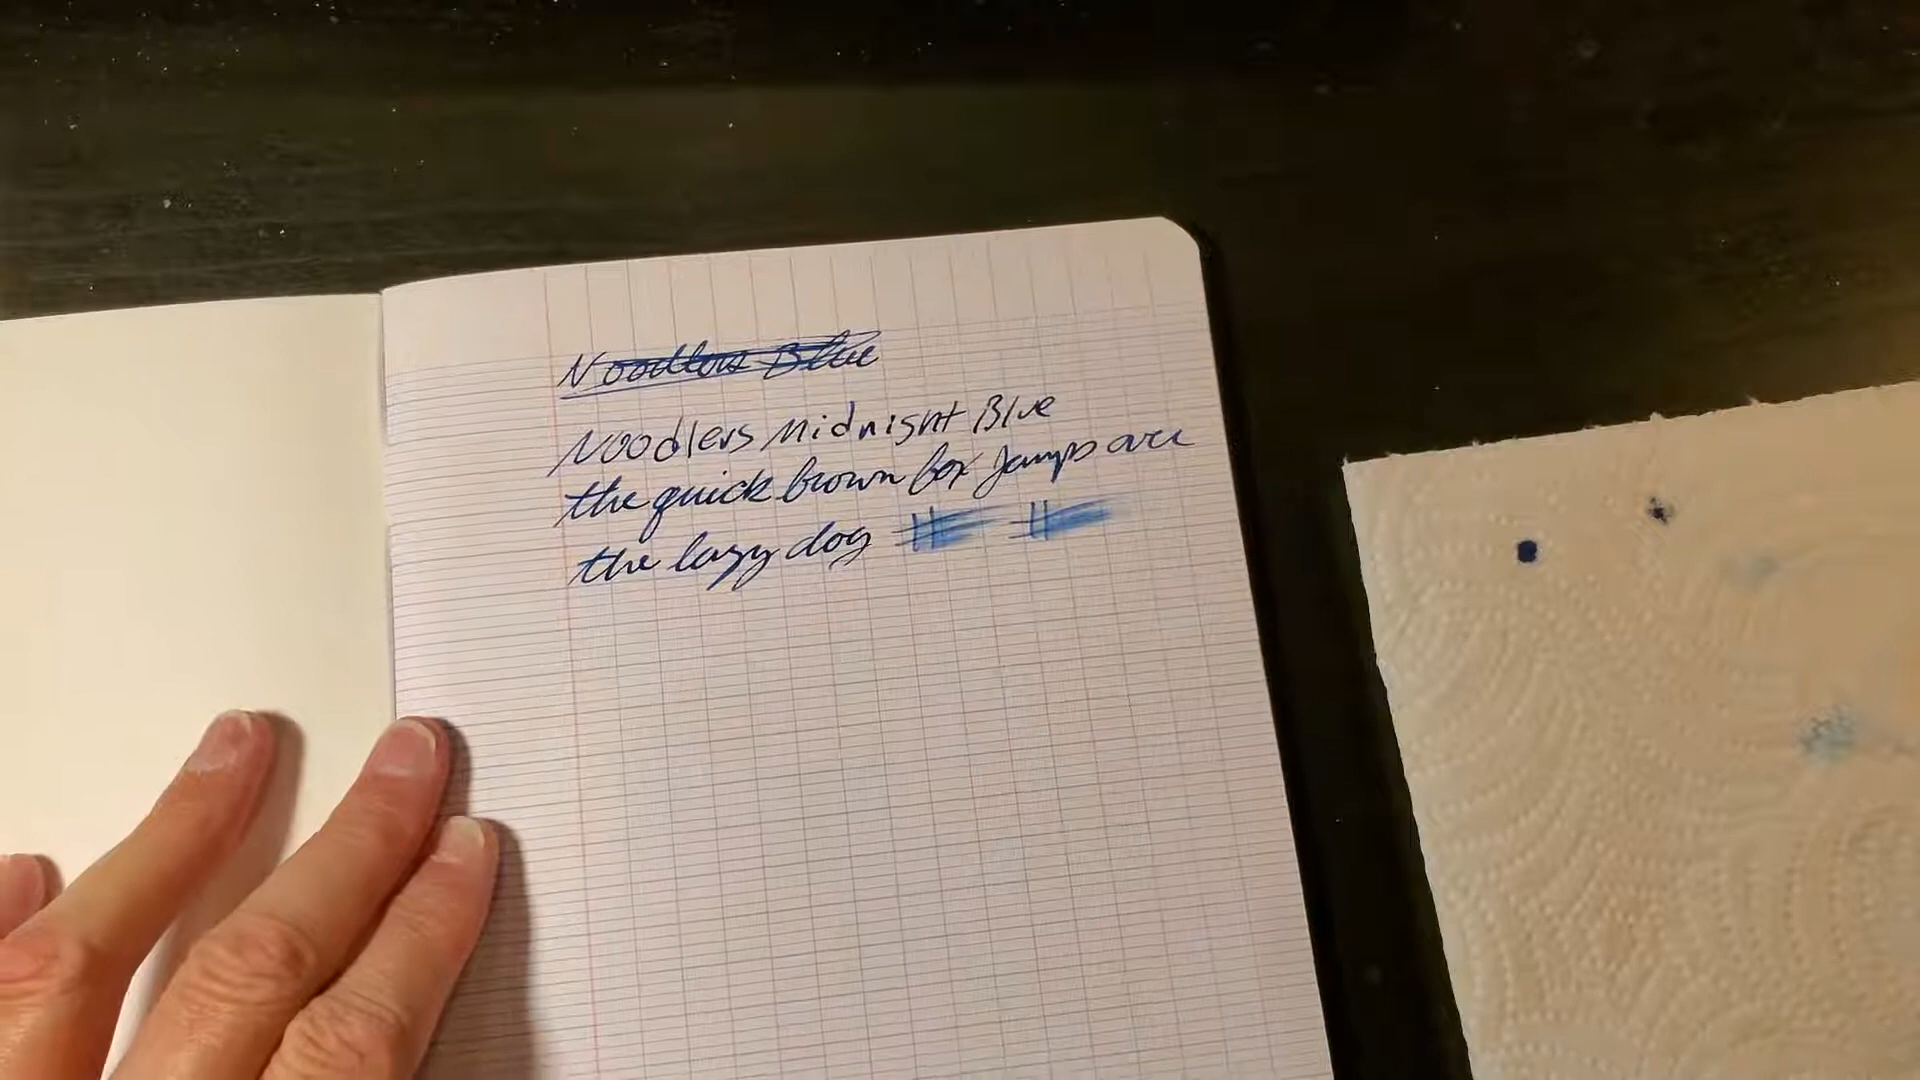 Noodlers Blue
Noodlers Midnight Blue
the quick brown fox jumps over
the lazy dog # #